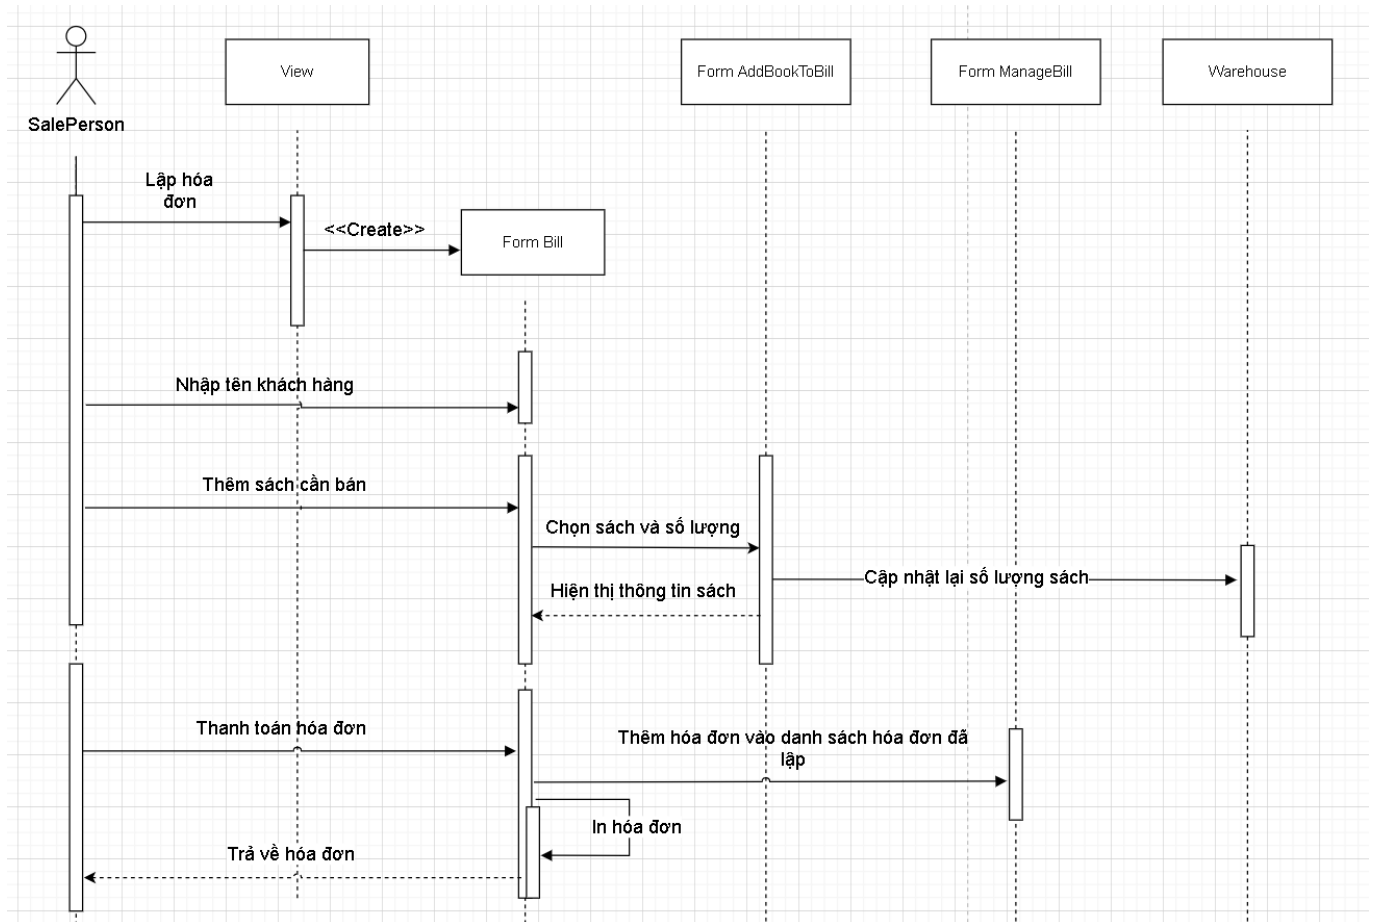 View
Form AddBookToBill
Form ManageBill
Warehouse
SalePerson
Lập hóa
đơn
<<Create>>
Form Bill
Nhập tên khách hàng
Thêm sách cần bán
Chọn sách và số lượng
Cập nhật lại số lượng sách
Hiện thị thông tin sách
Thanh toán hóa đơn
Thêm hóa đơn vào danh sách hóa đơn đã
lập
In hóa đơn
Trả về hóa đơn